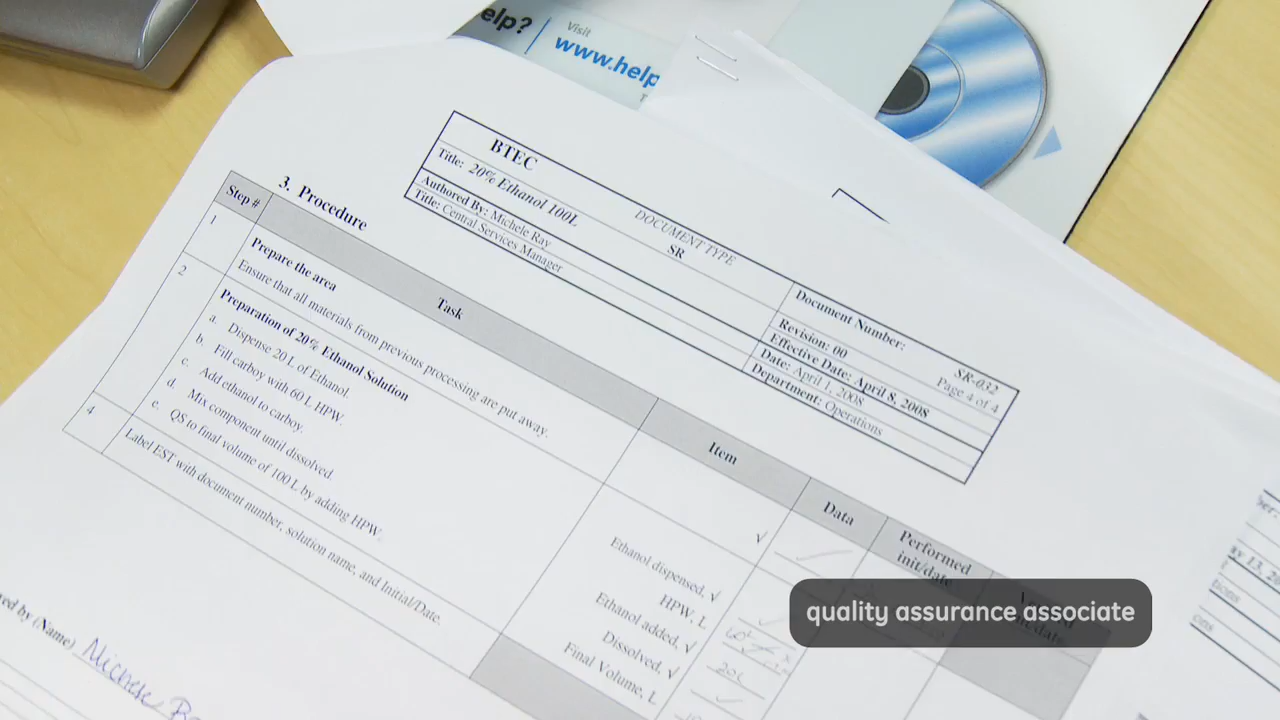 elp?
Visit
www.help
BTEC
Title: 20% Ethanol 100L
DOCUMENT TYPE
SR
Authored By: Michele Ray
Title: Central Services Manager
Document Number:
SR-032
Revision: 00
Page 4 of 4
Effective Date: April 8, 2008
Date: April 1, 2008
Department: Operations
3. Procedure
Step #
Task
Item
Data
Performed
init/date
1
Prepare the area
Ensure that all materials from previous processing are put away.
√
2
Preparation of 20% Ethanol Solution
a. Dispense 20 L of Ethanol.
b. Fill carboy with 60 L HPW.
c. Add ethanol to carboy.
d. Mix component until dissolved.
e. QS to final volume of 100 L by adding HPW.
Ethanol dispensed, √
HPW, L
Ethanol added, √
Dissolved, √
Final Volume, L
4
Label EST with document number, solution name, and Initial/Date.
by (Name)
quality assurance associate